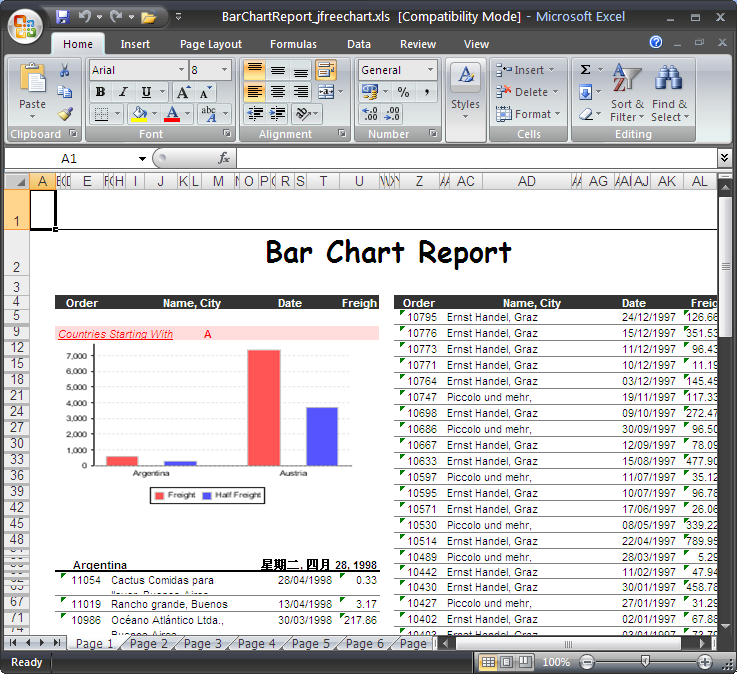 BarChartReport_jfreechart.xls [Compatibility Mode] - Microsoft Excel
Home Insert Page Layout Formulas Data Review View
Arial 8 General Insert Σ
Paste B I U A A % , Styles Delete Sort & Filter Find & Select
A abc .00 .0 Format
Clipboard Font Alignment Number Cells Editing
A1 fx
A E H I J K L M N O P R S T U Z AC AD AG AJ AK AL
1
2 Bar Chart Report
3
4 Order Name, City Date Freigh Order Name, City Date Freig
5 10795 Ernst Handel, Graz 24/12/1997 126.66
9 Countries Starting With A 10776 Ernst Handel, Graz 15/12/1997 351.53
12 10773 Ernst Handel, Graz 11/12/1997 96.43
15 7,000 10771 Ernst Handel, Graz 10/12/1997 11.19
18 6,000 10764 Ernst Handel, Graz 03/12/1997 145.45
21 5,000 10747 Piccolo und mehr, 19/11/1997 117.33
24 4,000 10698 Ernst Handel, Graz 09/10/1997 272.47
27 3,000 10686 Piccolo und mehr, 30/09/1997 96.50
30 2,000 10667 Ernst Handel, Graz 12/09/1997 78.09
33 1,000 0 10633 Ernst Handel, Graz 15/08/1997 477.90
36 Argentina Austria 10597 Piccolo und mehr, 11/07/1997 35.12
39 Freight Half Freight 10595 Ernst Handel, Graz 10/07/1997 96.78
42 10571 Ernst Handel, Graz 17/06/1997 26.06
45 10530 Piccolo und mehr, 08/05/1997 339.22
48 10514 Ernst Handel, Graz 22/04/1997 789.95
10489 Piccolo und mehr, 28/03/1997 5.29
Argentina 星期二, 四月 28, 1998 10442 Ernst Handel, Graz 11/02/1997 47.94
11054 Cactus Comidas para 28/04/1998 0.33 10430 Ernst Handel, Graz 30/01/1997 458.78
67 11019 Rancho grande, Buenos 13/04/1998 3.17 10427 Piccolo und mehr, 27/01/1997 31.29
71 10986 Océano Atlántico Ltda., 30/03/1998 217.86 10402 Ernst Handel, Graz 02/01/1997 67.88
74 Buenos Aires 10403 Ernst Handel, Graz 03/01/1997 73.79
Page 1 Page 2 Page 3 Page 4 Page 5 Page 6 Page
Ready 100%